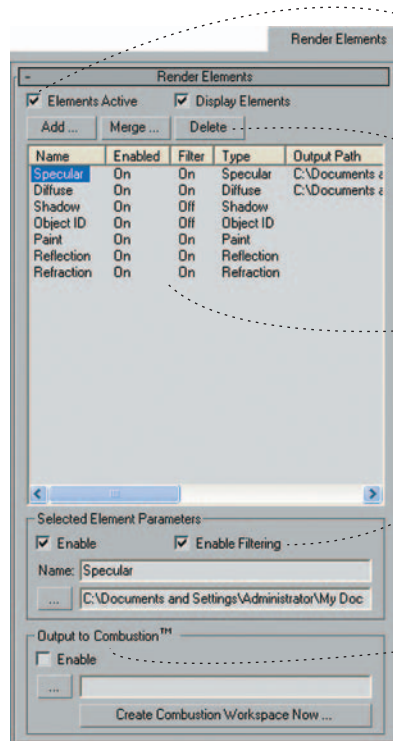 Render Elements
- Render Elements
Elements Active Display Elements
Add ... Merge ... Delete
Name Enabled Filter Type Output Path
Specular On On Specular C:\Documents a
Diffuse On On Diffuse C:\Documents a
Shadow On Off Shadow
Object ID On Off Object ID
Paint On On Paint
Reflection On On Reflection
Refraction On On Refraction
Selected Element Parameters
Enable Enable Filtering
Name: Specular
... C:\Documents and Settings\Administrator\My Doc
Output to Combustion™
Enable
...
Create Combustion Workspace Now ...